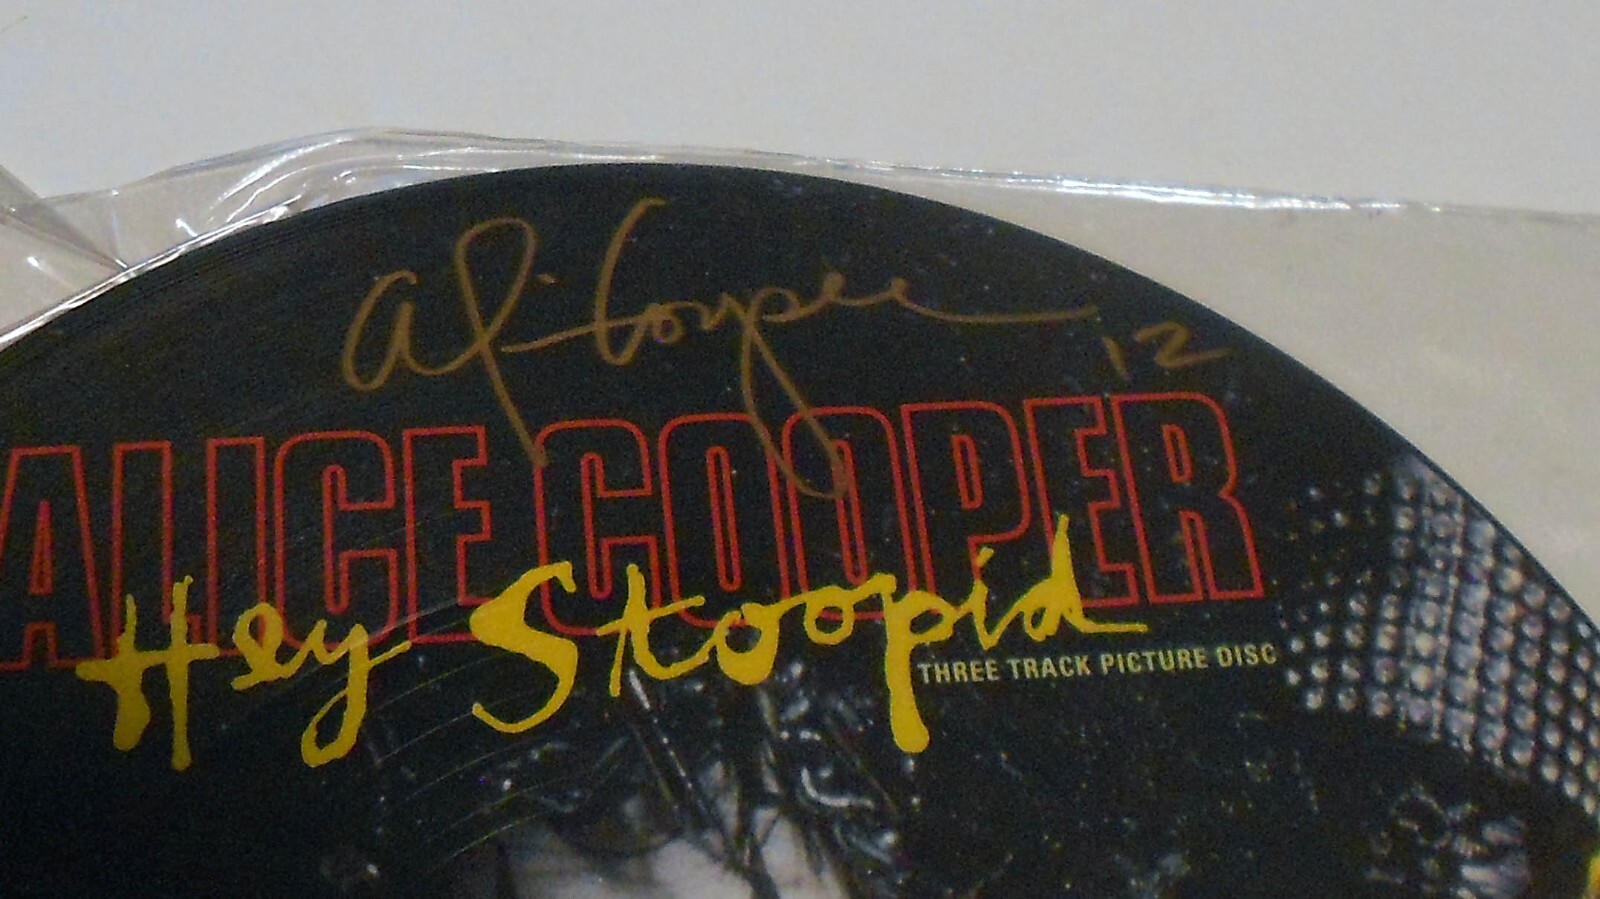 Alice Cooper 12
ALICE COOPER
Hey Stoopid
THREE TRACK PICTURE DISC